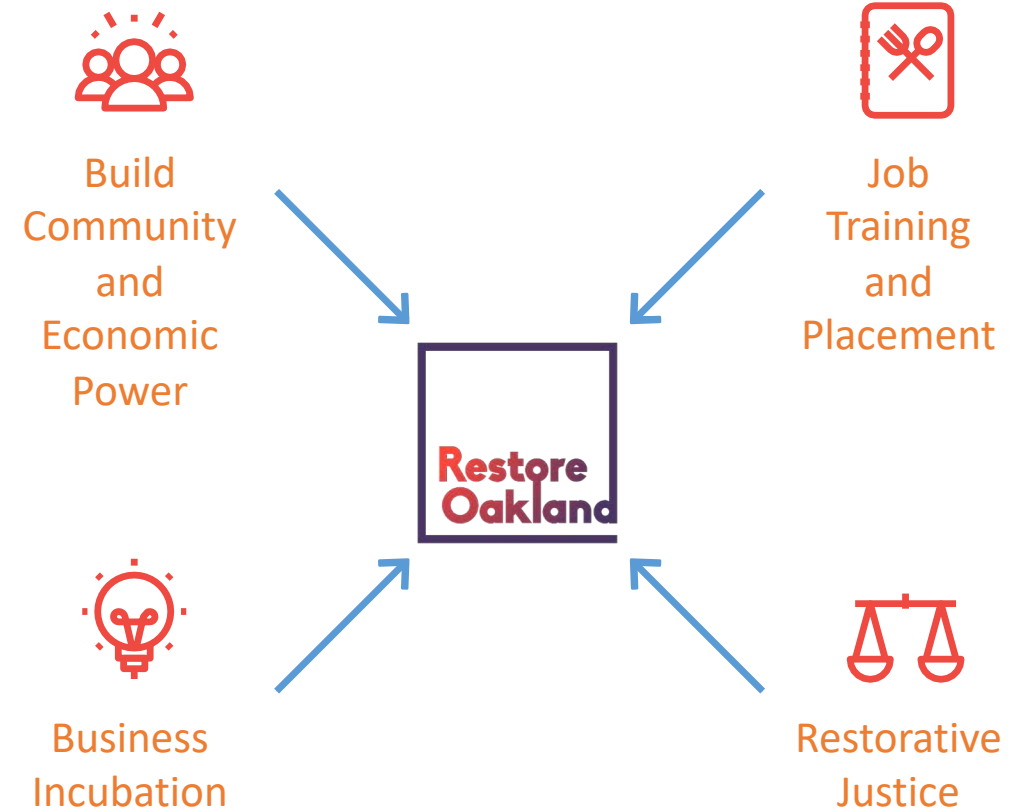 Build
Community
and
Economic
Power
Job
Training
and
Placement
Restore
Oakland
Business
Incubation
Restorative
Justice